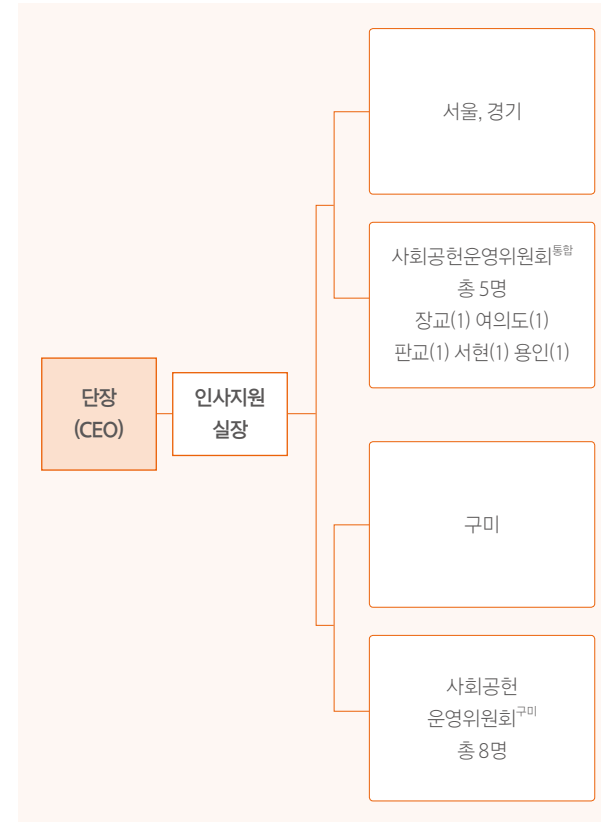 단장
(CEO)
인사지원
실장
서울, 경기
사회공헌운영위원회통합
총 5명
장교(1) 여의도(1)
판교(1) 서현(1) 용인(1)
구미
사회공헌
운영위원회구미
총 8명